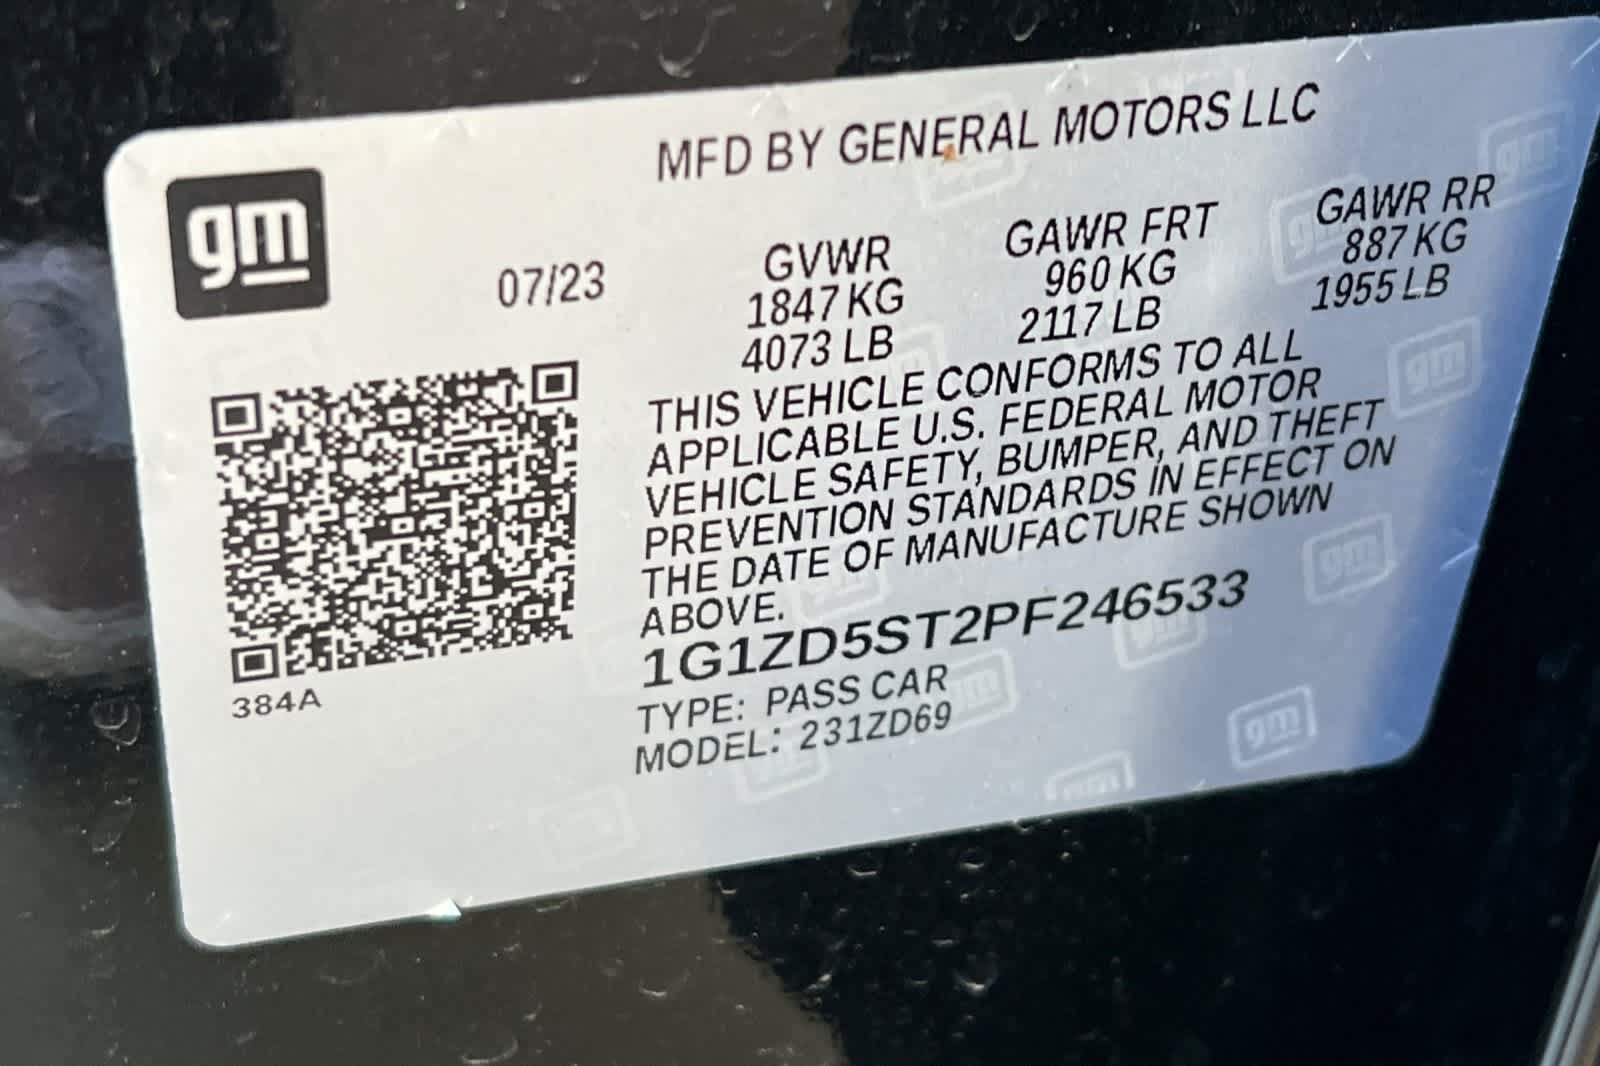 MFD BY GENERAL MOTORS LLC
gm
07/23
GVWR
1847 KG
4073 LB
GAWR FRT
960 KG
2117 LB
GAWR RR
887 KG
1955 LB
THIS VEHICLE CONFORMS TO ALL
APPLICABLE U.S. FEDERAL MOTOR
VEHICLE SAFETY, BUMPER, AND THEFT
PREVENTION STANDARDS IN EFFECT ON
THE DATE OF MANUFACTURE SHOWN
ABOVE.
1G1ZD5ST2PF246533
TYPE: PASS CAR
MODEL: 231ZD69
384A